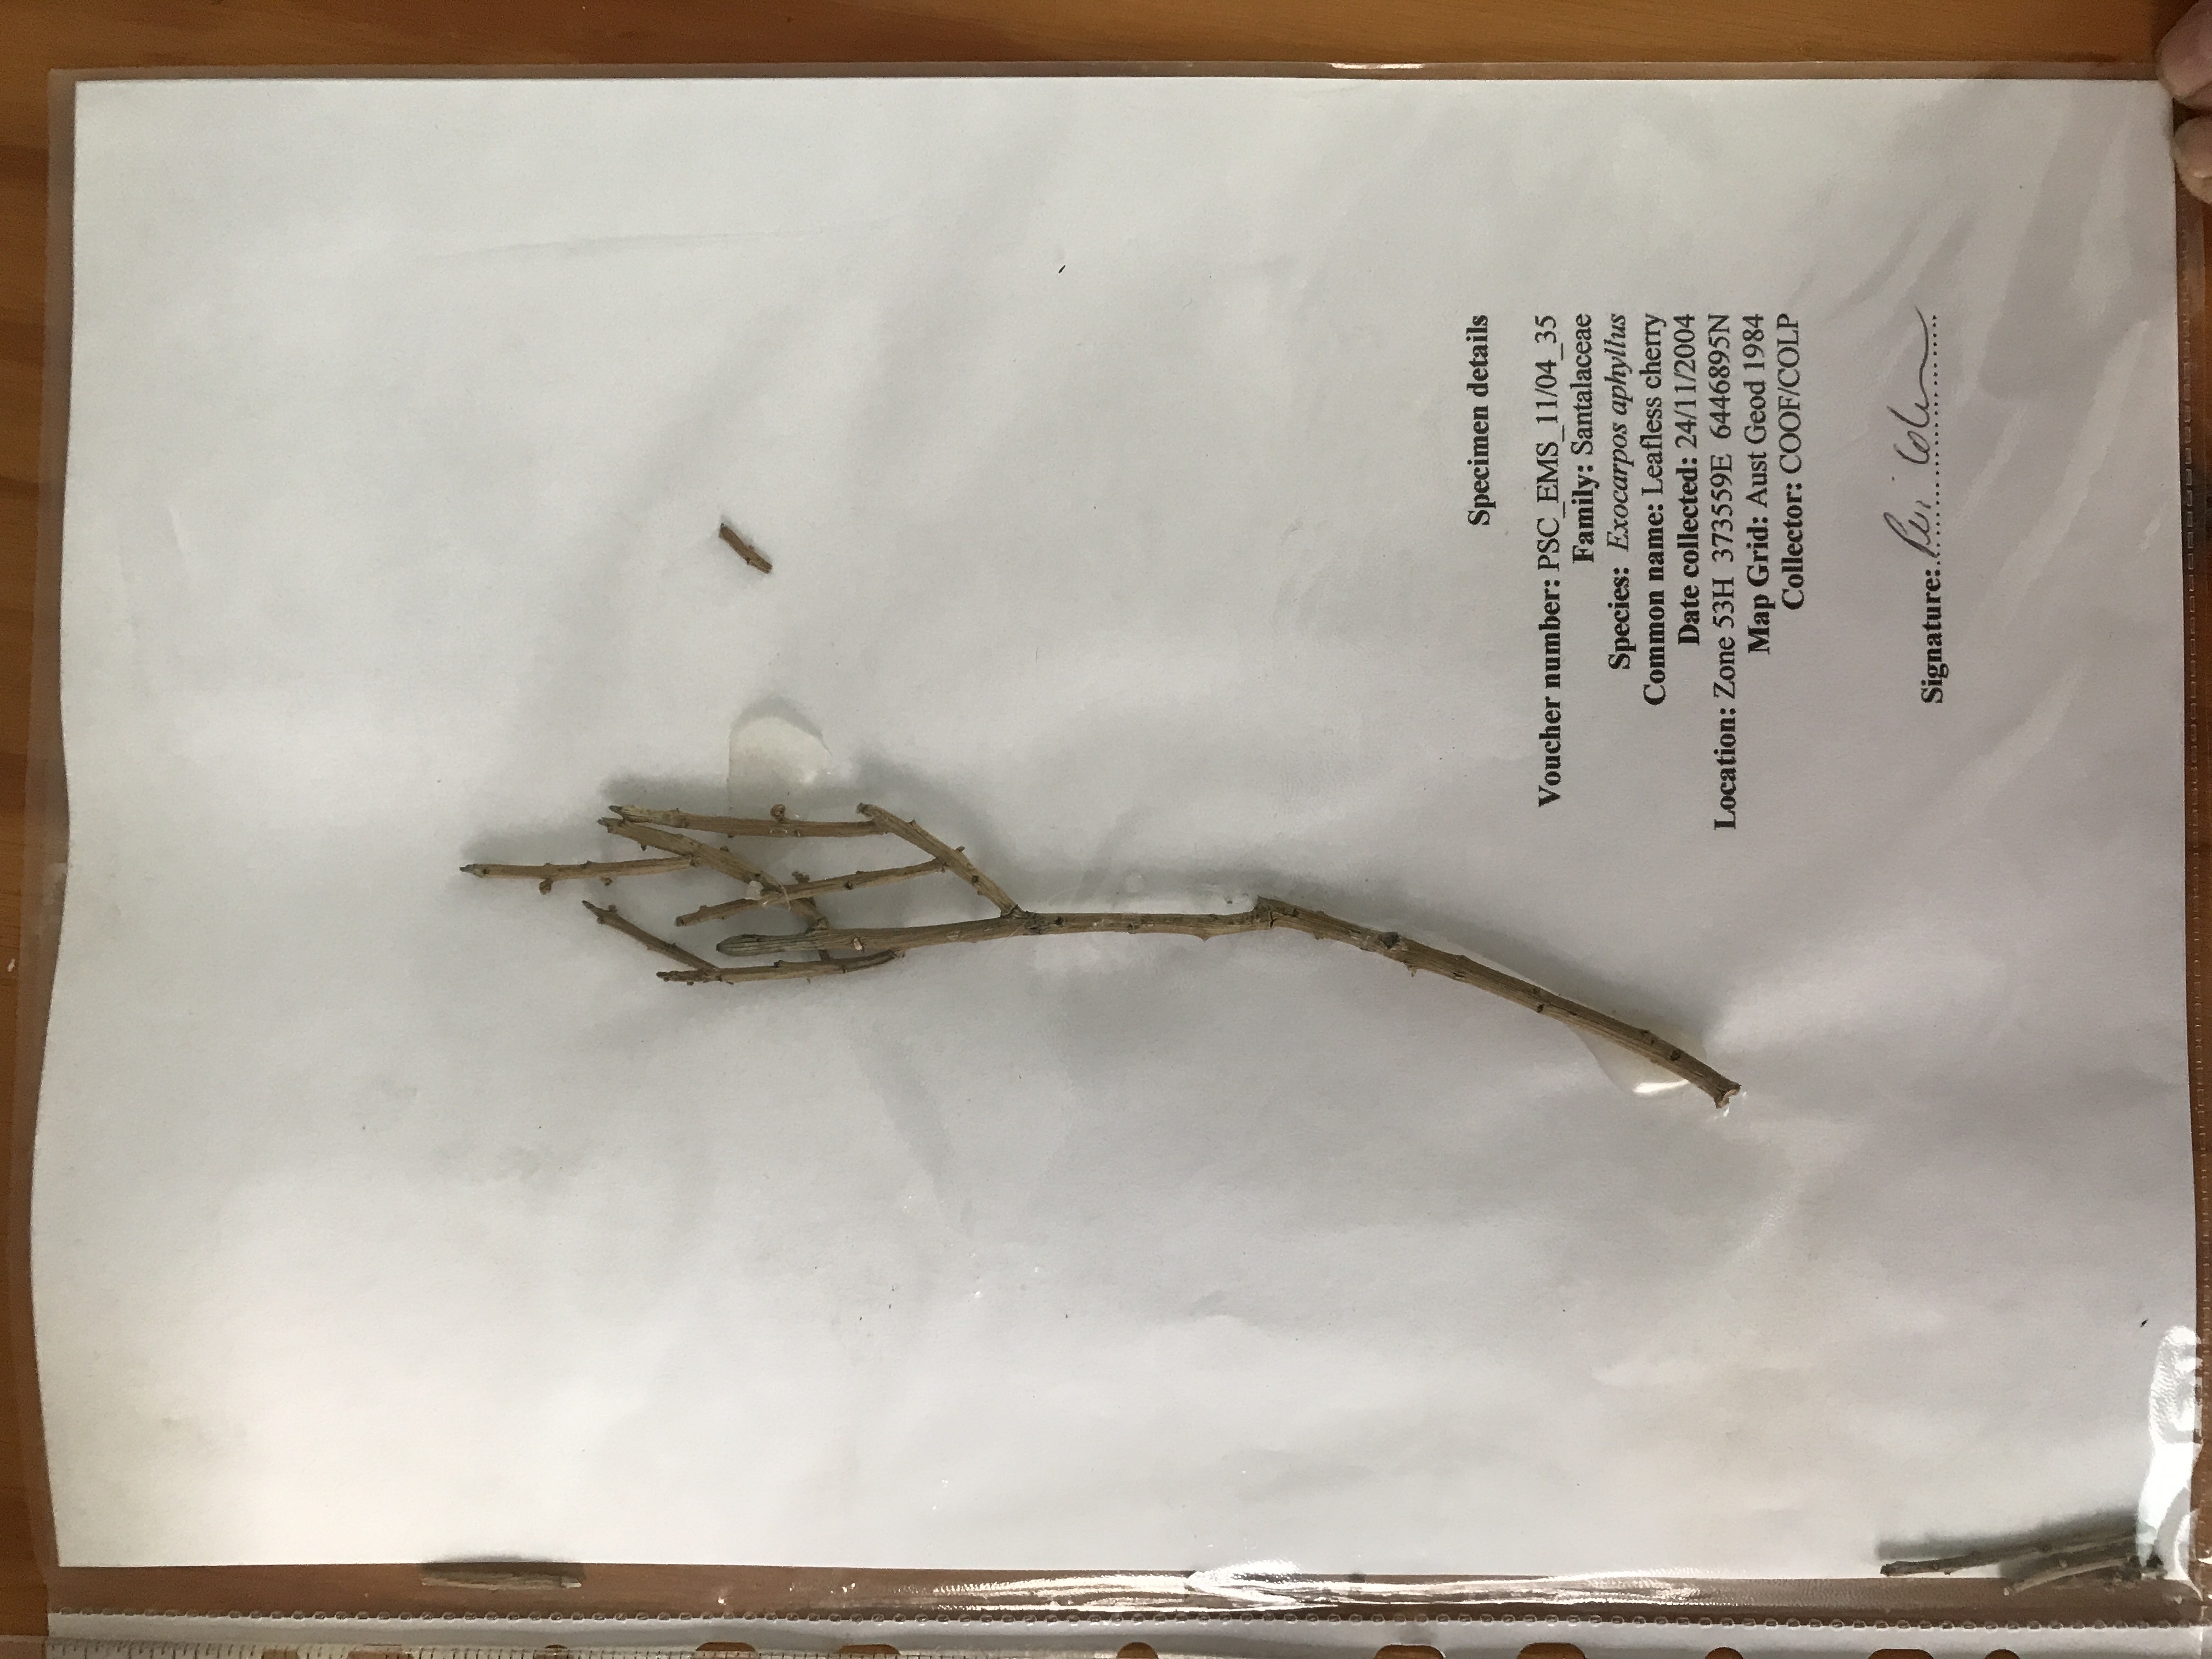 Specimen details
Voucher number: PSC_EMS_11/04_35
Family: Santalaceae
Species: Exocarpos aphyllus
Common name: Leafless cherry
Date collected: 24/11/2004
Location: Zone 53H 373559E 6446895N
Map Grid: Aust Geod 1984
Collector: COOF/COLP
Signature: